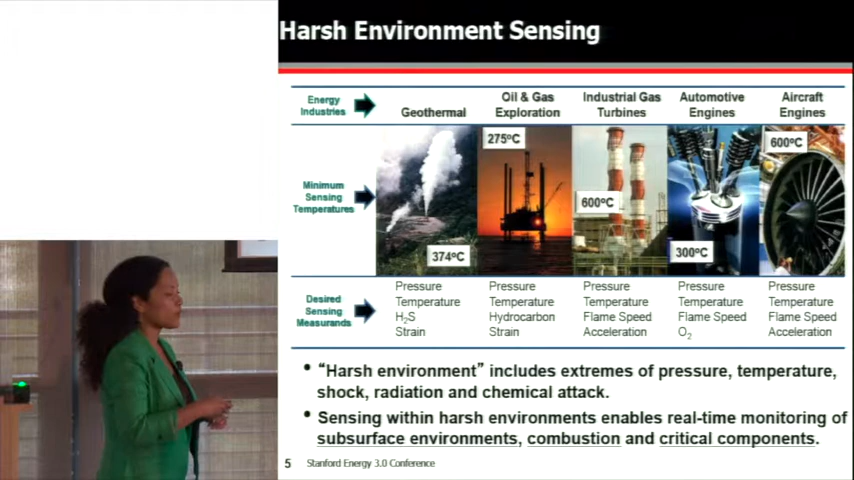 Harsh Environment Sensing
Energy
Industries
Geothermal
Oil & Gas
Exploration
Industrial Gas
Turbines
Automotive
Engines
Aircraft
Engines
Minimum
Sensing
Temperatures
374ºC
275ºC
600ºC
300ºC
600ºC
Desired
Sensing
Measurands
Pressure
Temperature
H₂S
Strain
Pressure
Temperature
Hydrocarbon
Strain
Pressure
Temperature
Flame Speed
Acceleration
Pressure
Temperature
Flame Speed
O₂
Pressure
Temperature
Flame Speed
Acceleration
• “Harsh environment” includes extremes of pressure, temperature,
shock, radiation and chemical attack.
• Sensing within harsh environments enables real-time monitoring of
subsurface environments, combustion and critical components.
5 Stanford Energy 3.0 Conference